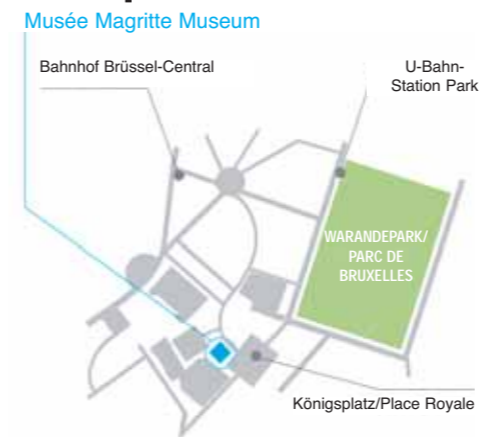 Musée Magritte Museum
Bahnhof Brüssel-Central
U-Bahn-
Station Park
WARANDEPARK/
PARC DE
BRUXELLES
Königsplatz/Place Royale